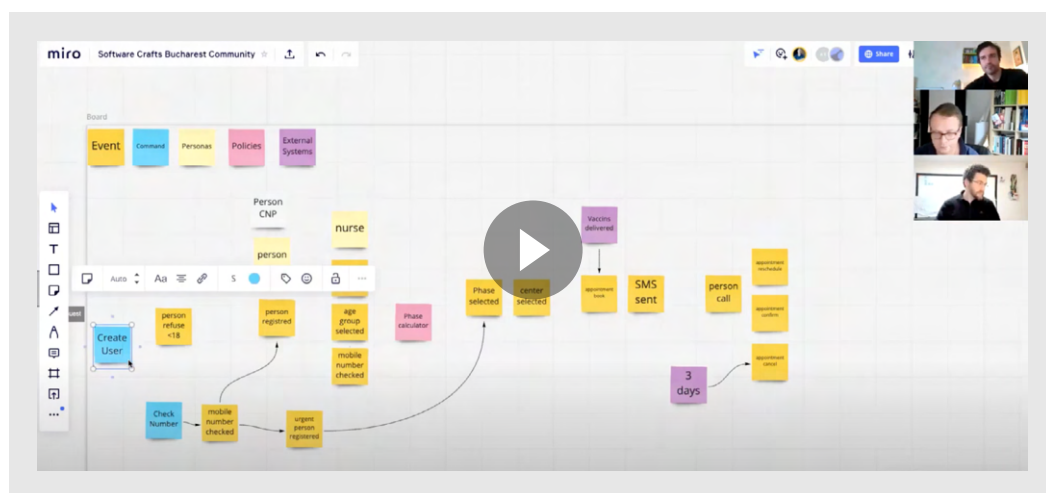 miro
Software Crafts Bucharest Community
Share
Board
Event
Command
Personas
Policies
External
Systems
Person
CNP
nurse
person
Vaccins
delivered
Auto
Aa
S
Phase
selected
center
selected
appointment
book
SMS
sent
person
call
appointment
reschedule
appointment
confirm
appointment
cancel
Create
User
person
refuse
<18
person
registred
age
group
selected
Phase
calculator
mobile
number
checked
3
days
Check
Number
mobile
number
checked
urgent
person
registered